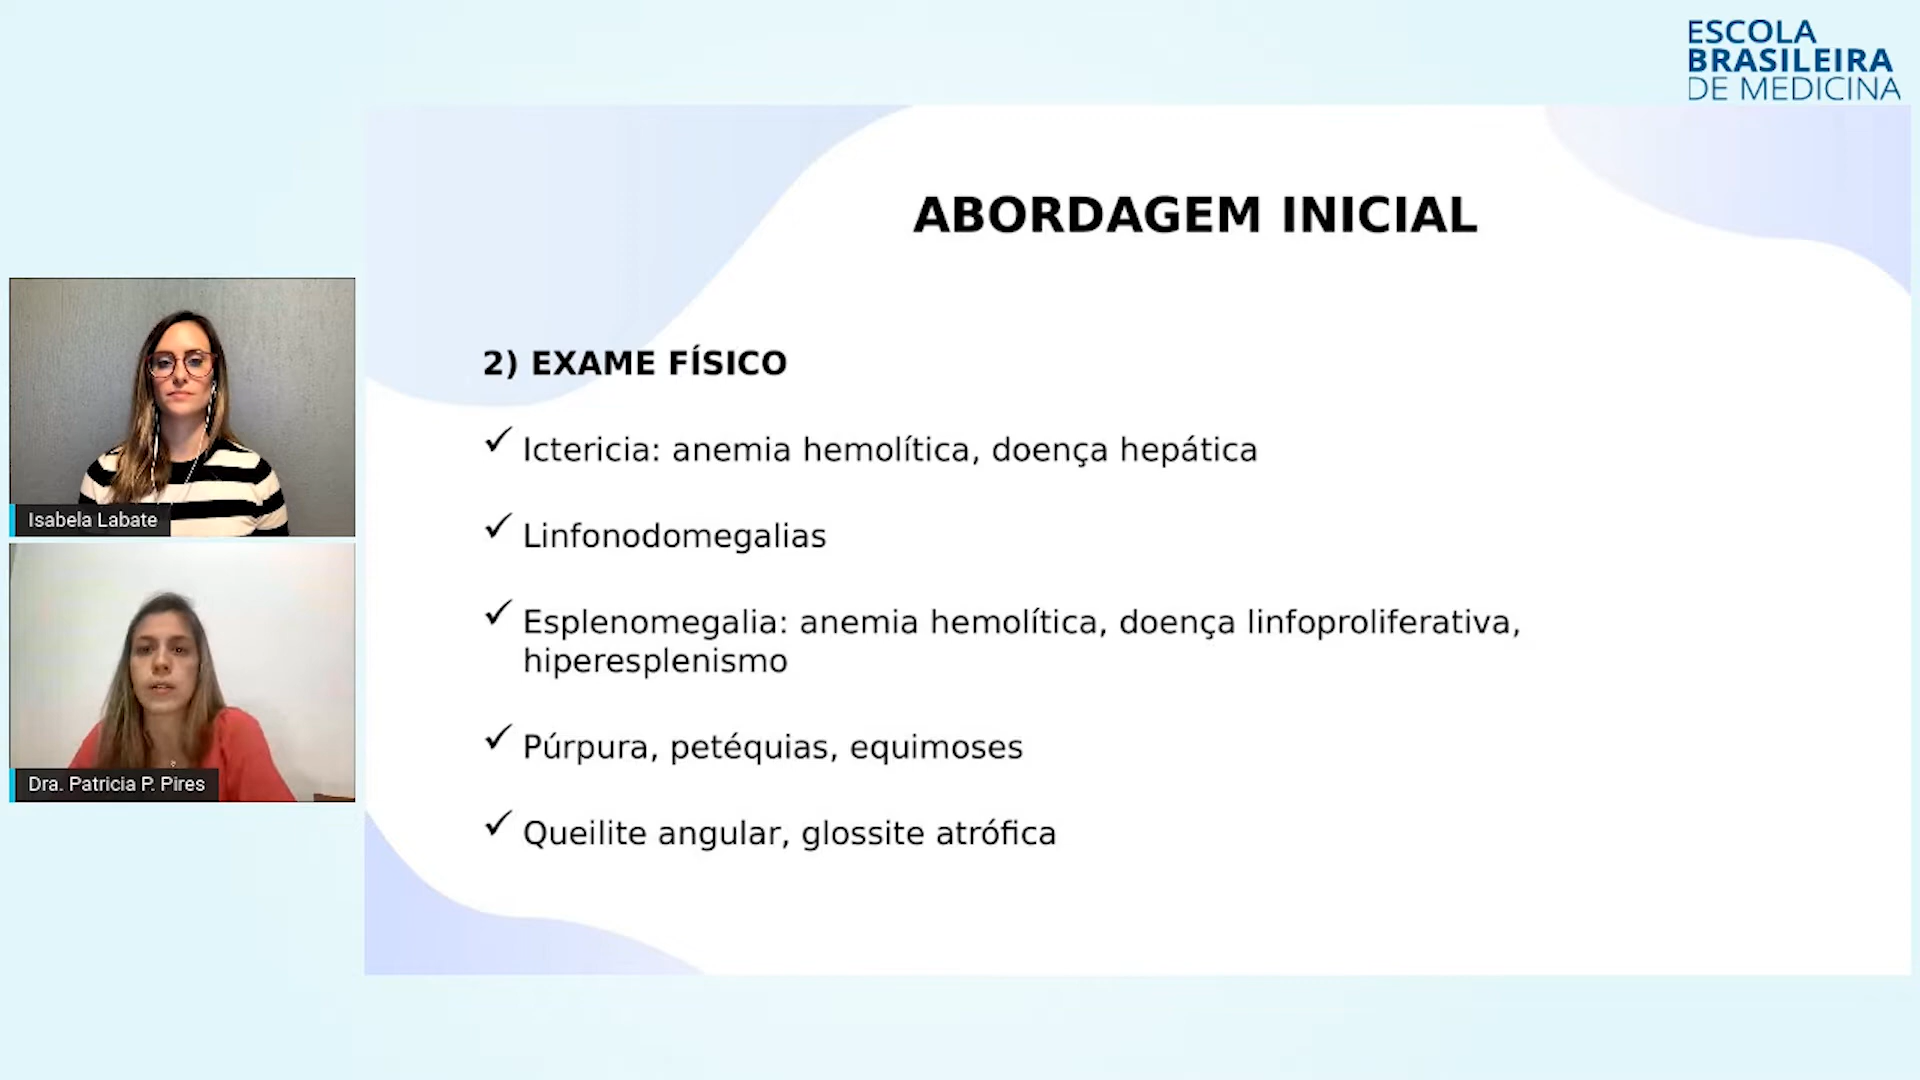 ESCOLA
BRASILEIRA
DE MEDICINA
ABORDAGEM INICIAL
2) EXAME FÍSICO
✓ Ictericia: anemia hemolítica, doença hepática
✓ Linfonodomegalias
✓ Esplenomegalia: anemia hemolítica, doença linfoproliferativa,
hiperesplenismo
✓ Púrpura, petéquias, equimoses
✓ Queilite angular, glossite atrófica
Isabela Labate
Dra. Patricia P. Pires